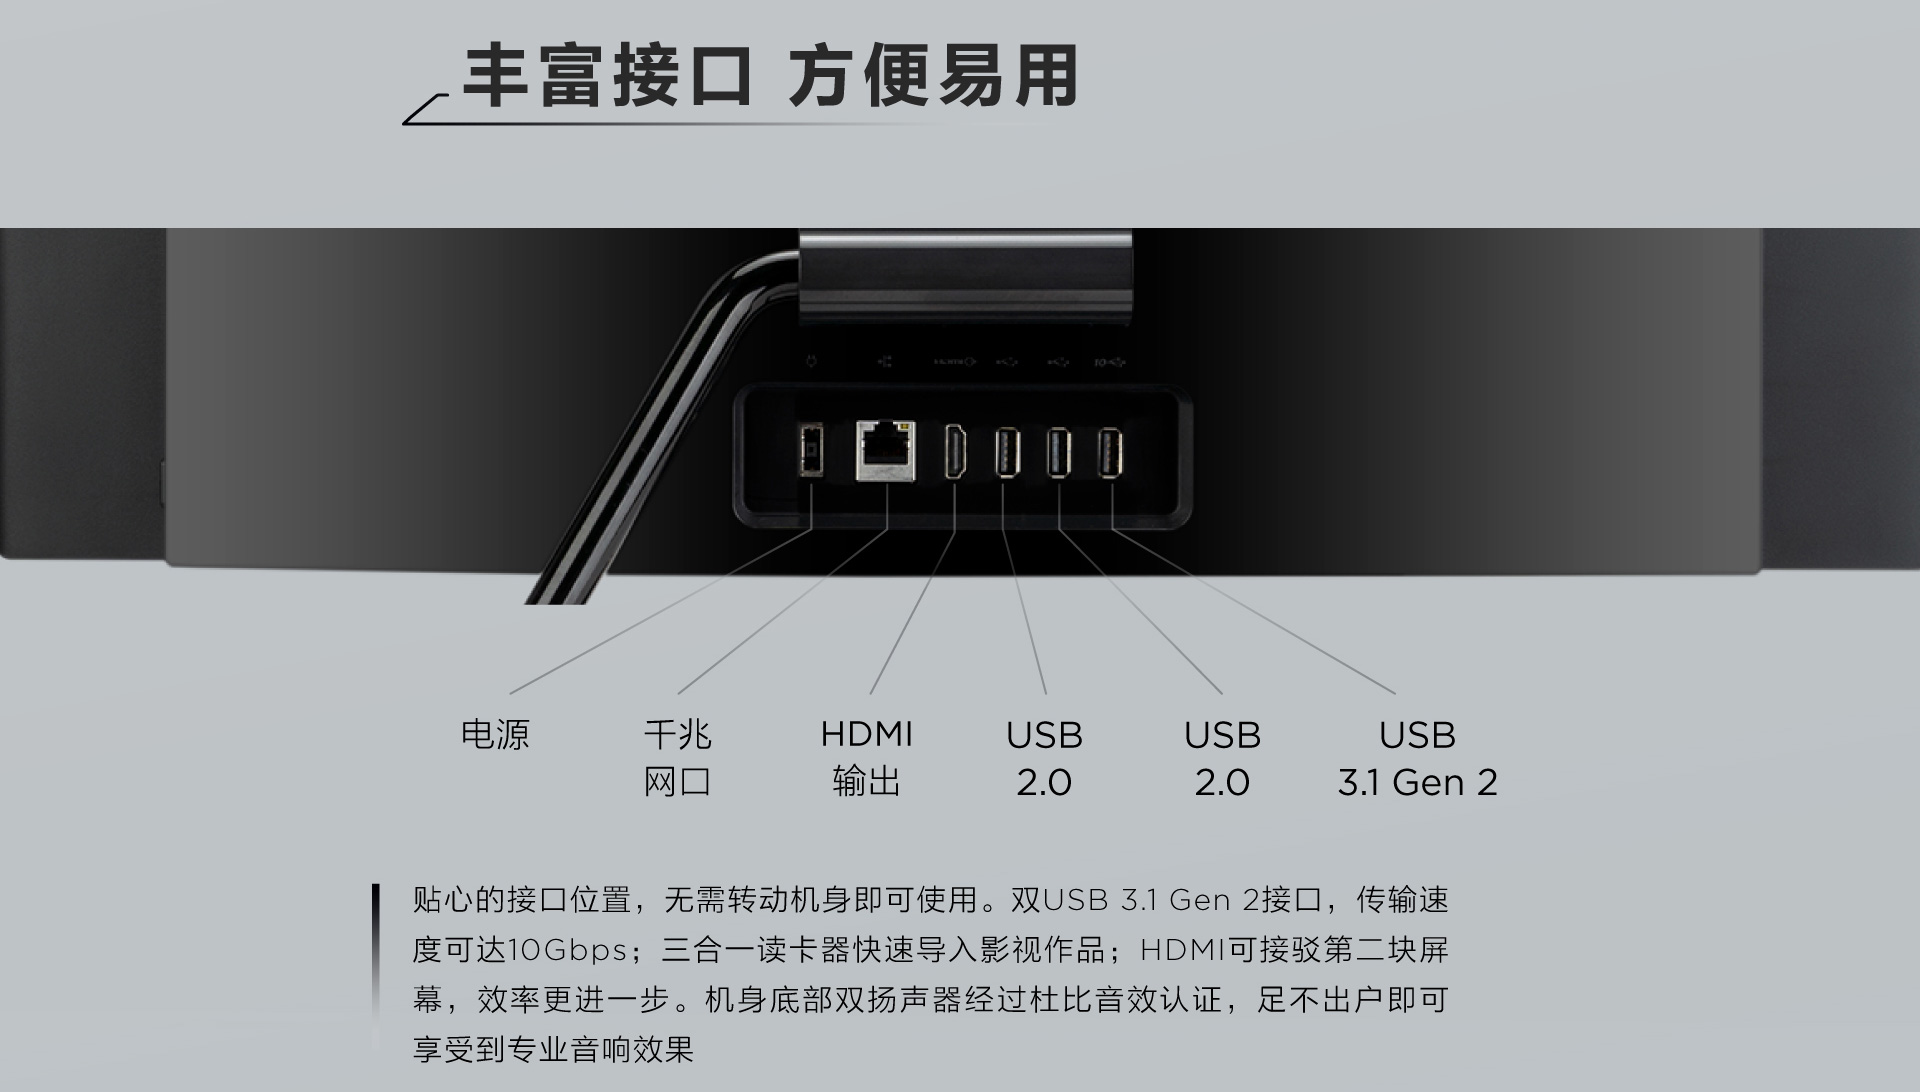 丰富接口 方便易用
电源
千兆
网口
HDMI
输出
USB
2.0
USB
2.0
USB
3.1 Gen 2
贴心的接口位置，无需转动机身即可使用。双USB 3.1 Gen 2接口，传输速
度可达10Gbps；三合一读卡器快速导入影视作品；HDMI可接驳第二块屏
幕，效率更进一步。机身底部双扬声器经过杜比音效认证，足不出户即可
享受到专业音响效果